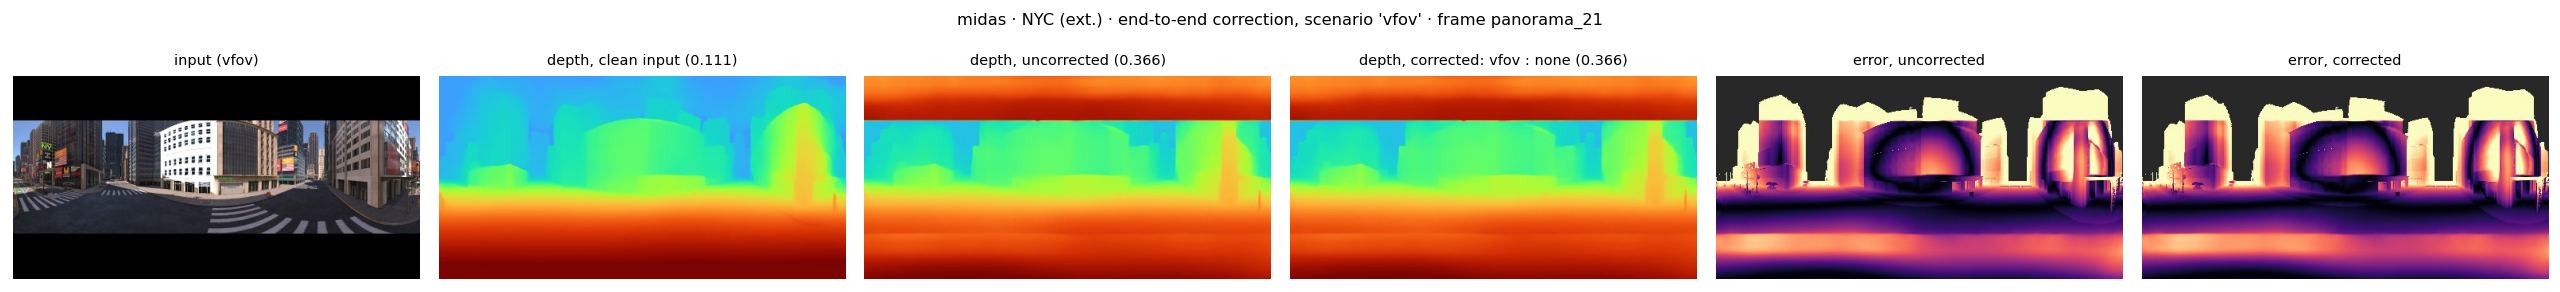 midas · NYC (ext.) · end-to-end correction, scenario 'vfov' · frame panorama_21
input (vfov)
depth, clean input (0.111)
depth, uncorrected (0.366)
depth, corrected: vfov : none (0.366)
error, uncorrected
error, corrected